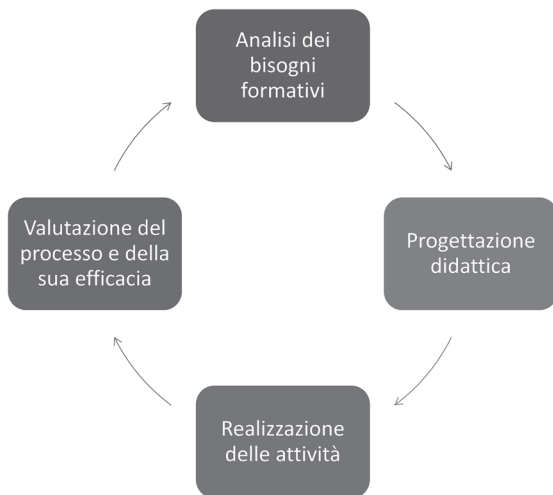 Analisi dei
bisogni
formativi
Progettazione
didattica
Realizzazione
delle attività
Valutazione del
processo e della
sua efficacia